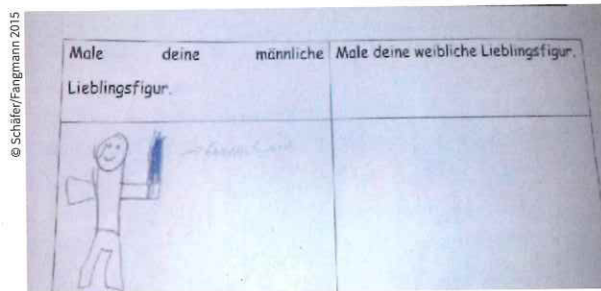 © Schäfer/Fangmann 2015
Male deine männliche
Lieblingsfigur.
Male deine weibliche Lieblingsfigur.